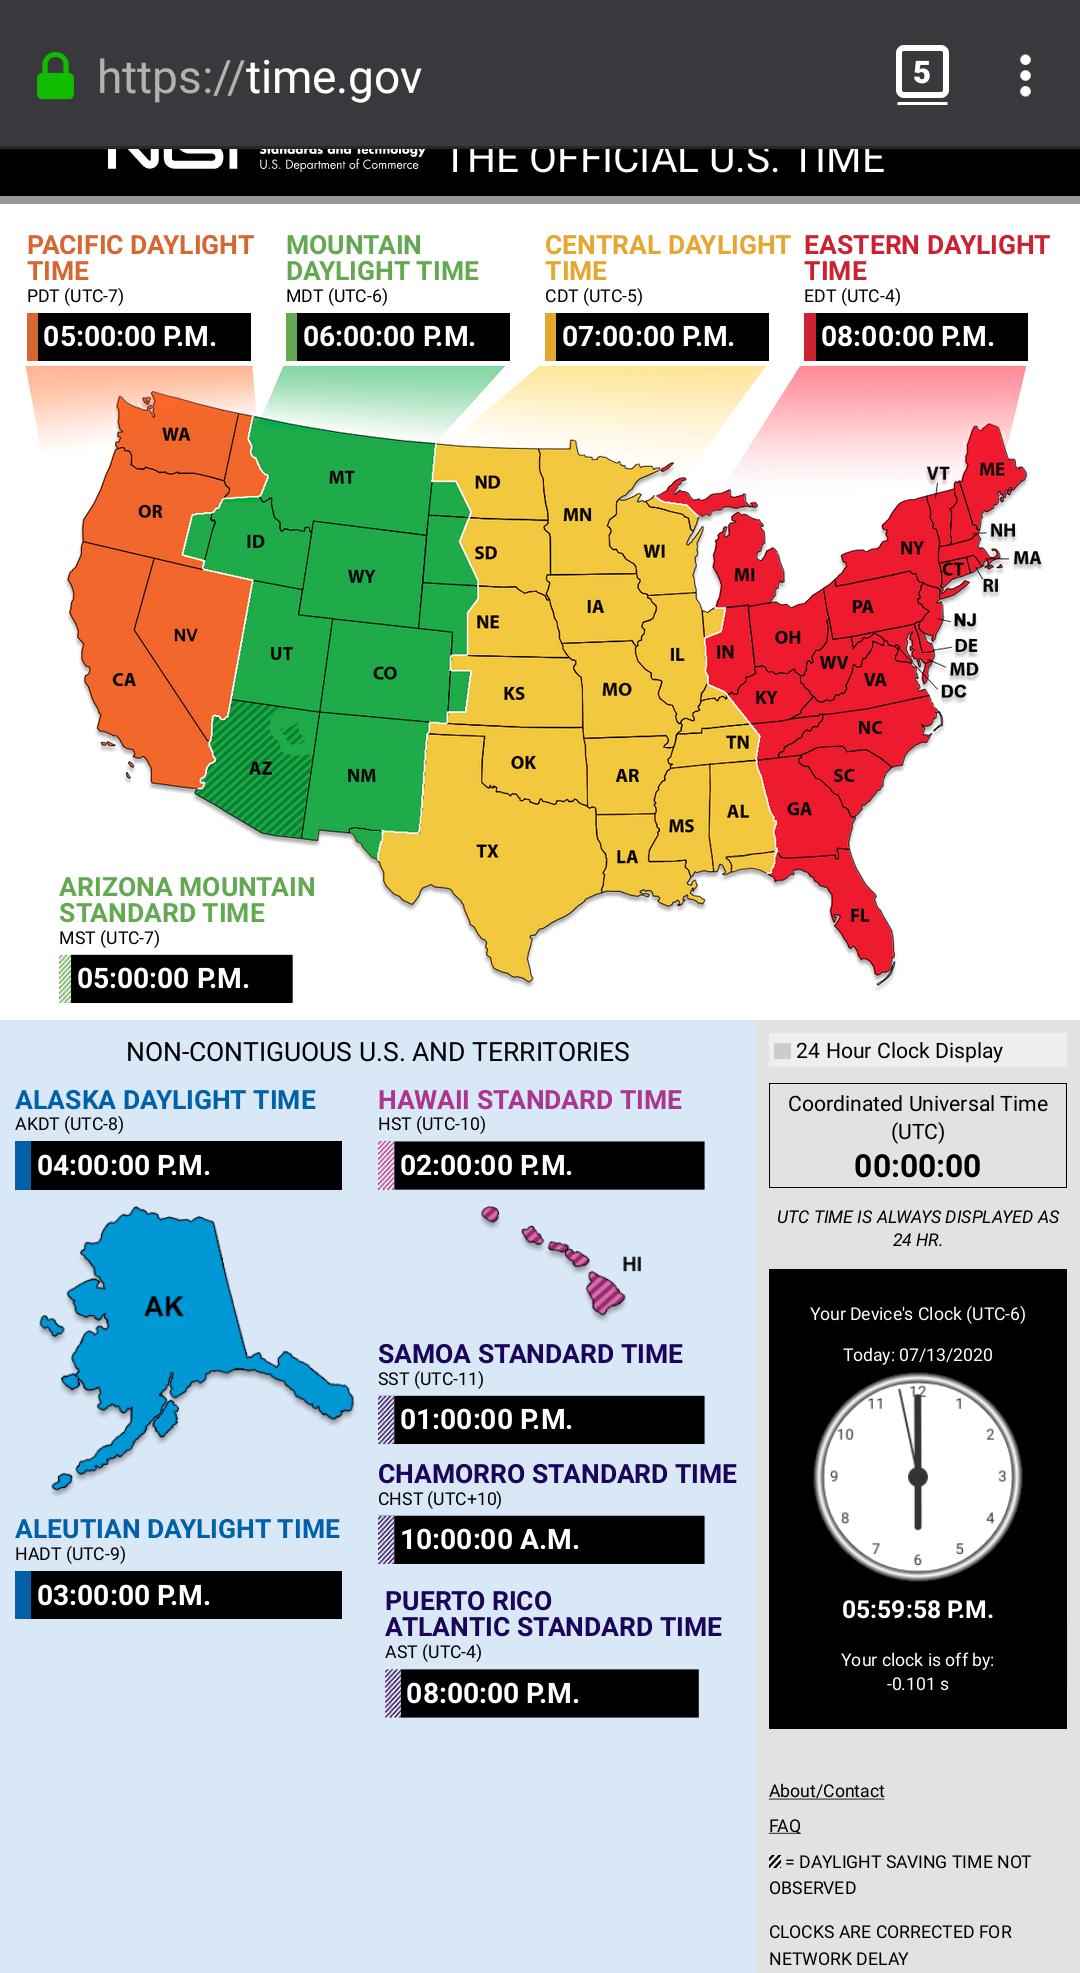 https://time.gov
5
Standards and Technology
U.S. Department of Commerce
THE OFFICIAL U.S. TIME
PACIFIC DAYLIGHT
TIME
PDT (UTC-7)
05:00:00 P.M.
MOUNTAIN
DAYLIGHT TIME
MDT (UTC-6)
06:00:00 P.M.
CENTRAL DAYLIGHT
TIME
CDT (UTC-5)
07:00:00 P.M.
EASTERN DAYLIGHT
TIME
EDT (UTC-4)
08:00:00 P.M.
WA
OR
CA
NV
MT
ID
WY
UT
CO
AZ
NM
ND
SD
NE
KS
OK
TX
MN
IA
MO
AR
LA
WI
IL
MS
AL
TN
MI
IN
OH
KY
WV
VA
NC
SC
GA
FL
PA
NY
VT
ME
NH
MA
CT
RI
NJ
DE
MD
DC
ARIZONA MOUNTAIN
STANDARD TIME
MST (UTC-7)
05:00:00 P.M.
NON-CONTIGUOUS U.S. AND TERRITORIES
ALASKA DAYLIGHT TIME
AKDT (UTC-8)
04:00:00 P.M.
AK
ALEUTIAN DAYLIGHT TIME
HADT (UTC-9)
03:00:00 P.M.
HAWAII STANDARD TIME
HST (UTC-10)
02:00:00 P.M.
HI
SAMOA STANDARD TIME
SST (UTC-11)
01:00:00 P.M.
CHAMORRO STANDARD TIME
CHST (UTC+10)
10:00:00 A.M.
PUERTO RICO
ATLANTIC STANDARD TIME
AST (UTC-4)
08:00:00 P.M.
24 Hour Clock Display
Coordinated Universal Time
(UTC)
00:00:00
UTC TIME IS ALWAYS DISPLAYED AS
24 HR.
Your Device's Clock (UTC-6)
Today: 07/13/2020
12
1
2
3
4
5
6
7
8
9
10
11
05:59:58 P.M.
Your clock is off by:
-0.101 s
About/Contact
FAQ
= DAYLIGHT SAVING TIME NOT
OBSERVED
CLOCKS ARE CORRECTED FOR
NETWORK DELAY